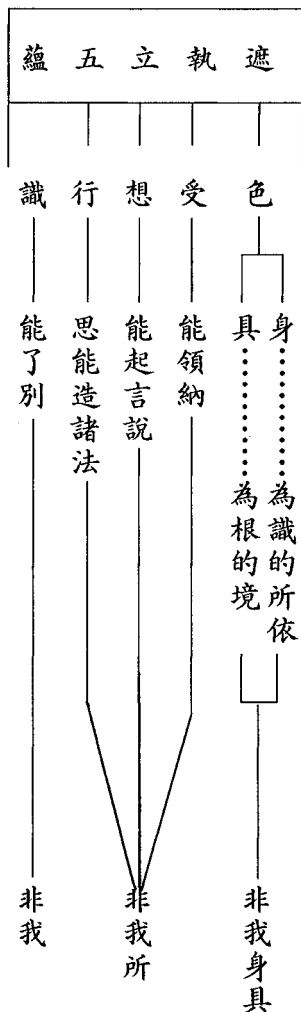 遮執立五蘊
色
受
想
行
識
身………為識的所依
具………為根的境
能領納
能起言說
思能造諸法
能了別
非我身具
非我所
非我